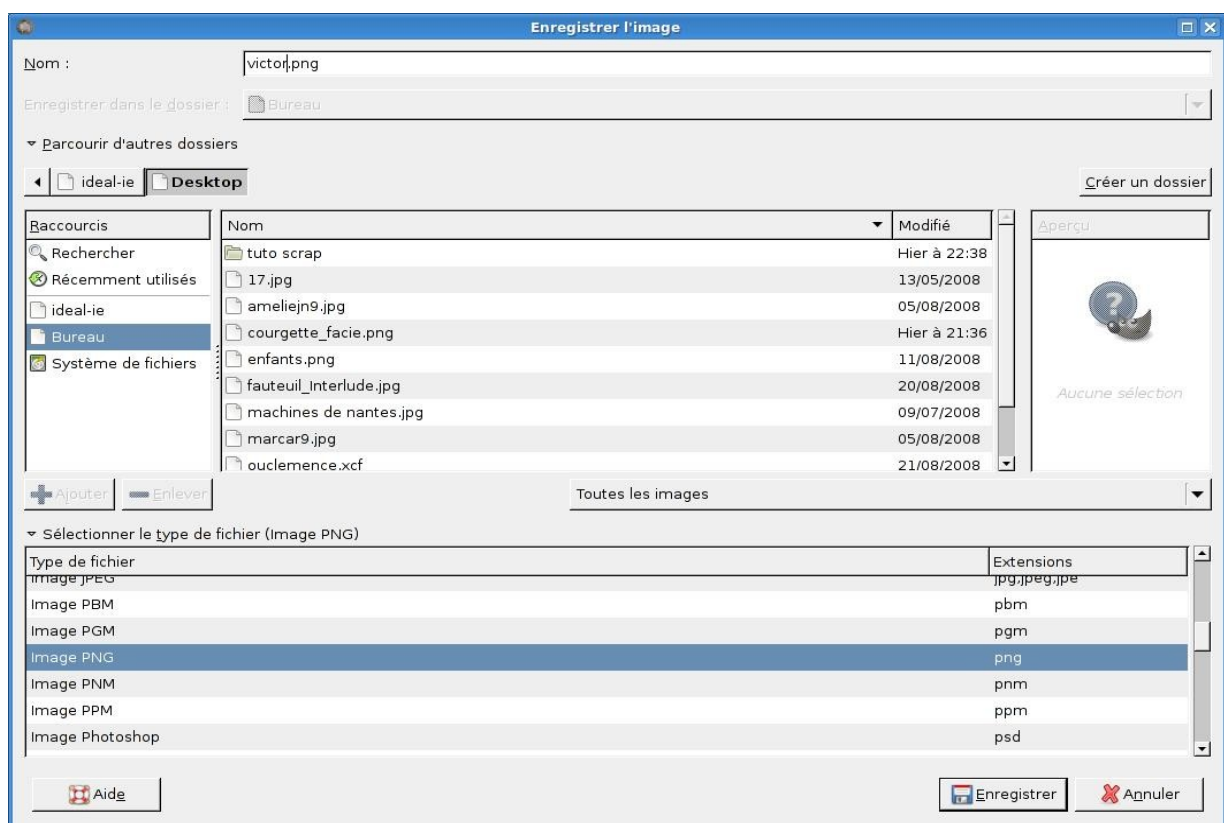 Enregistrer l'image
Nom :
victor.png
Enregistrer dans le dossier :
Bureau
Parcourir d'autres dossiers
ideal-ie
Desktop
Créer un dossier
Raccourcis
Rechercher
Récemment utilisés
ideal-ie
Bureau
Système de fichiers
Nom Modifié
tuto scrap Hier à 22:38
17.jpg 13/05/2008
ameliejn9.jpg 05/08/2008
courgette_facie.png Hier à 21:36
enfants.png 11/08/2008
fauteuil_Interlude.jpg 20/08/2008
machines de nantes.jpg 09/07/2008
marcar9.jpg 05/08/2008
ouclemence.xcf 21/08/2008
Aperçu
Aucune sélection
Ajouter
Enlever
Toutes les images
Sélectionner le type de fichier (Image PNG)
Type de fichier Extensions
Image JPEG jpg,jpeg,jpe
Image PBM pbm
Image PGM pgm
Image PNG png
Image PNM pnm
Image PPM ppm
Image Photoshop psd
Aide
Enregistrer
Annuler